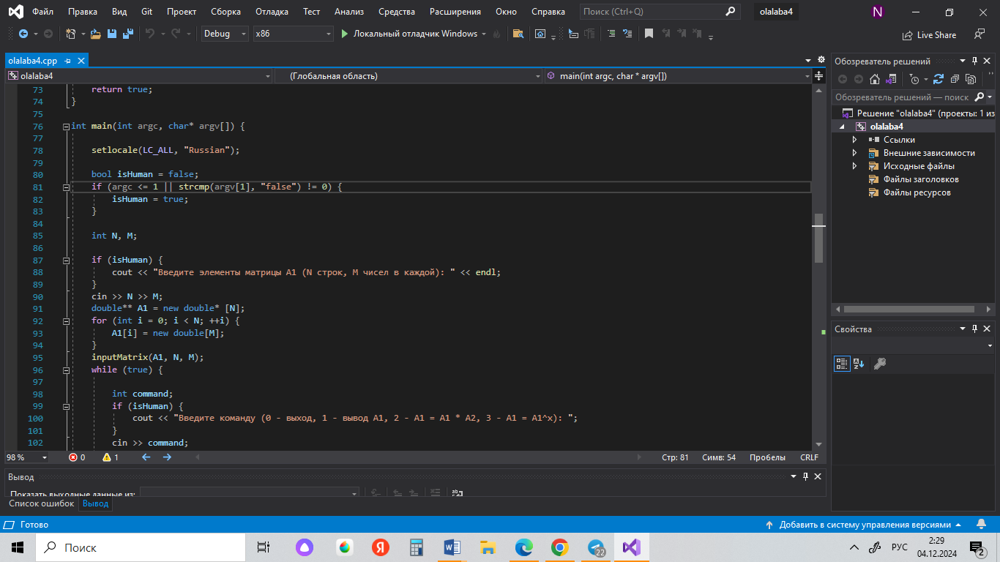 Файл Правка Вид Git Проект Сборка Отладка Тест Анализ Средства Расширения Окно Справка Поиск (Ctrl+Q) olalaba4 N
Debug x86 Локальный отладчик Windows Live Share
olalaba4.cpp
olalaba4 (Глобальная область) main(int argc, char * argv[])
73 return true;
74 }
75
76 int main(int argc, char* argv[]) {
77
78 setlocale(LC_ALL, "Russian");
79
80 bool isHuman = false;
81 if (argc <= 1 || strcmp(argv[1], "false") != 0) {
82 isHuman = true;
83 }
84
85 int N, M;
86
87 if (isHuman) {
88 cout << "Введите элементы матрицы A1 (N строк, M чисел в каждой): " << endl;
89 }
90 cin >> N >> M;
91 double** A1 = new double* [N];
92 for (int i = 0; i < N; ++i) {
93 A1[i] = new double[M];
94 }
95 inputMatrix(A1, N, M);
96 while (true) {
97
98 int command;
99 if (isHuman) {
100 cout << "Введите команду (0 - выход, 1 - вывод A1, 2 - A1 = A1 * A2, 3 - A1 = A1^x): ";
101 }
102 cin >> command;
98 % 0 1 Стр: 81 Симв: 54 Пробелы CRLF
Вывод
Показать выходные данные из:
Список ошибок Вывод
Обозреватель решений
Обозреватель решений — поиск
Решение "olalaba4" (проекты: 1 из
olalaba4
Ссылки
Внешние зависимости
Исходные файлы
Файлы заголовков
Файлы ресурсов
Свойства
Готово Добавить в систему управления версиями
Поиск Я W 22 РУС 2:29
04.12.2024 2